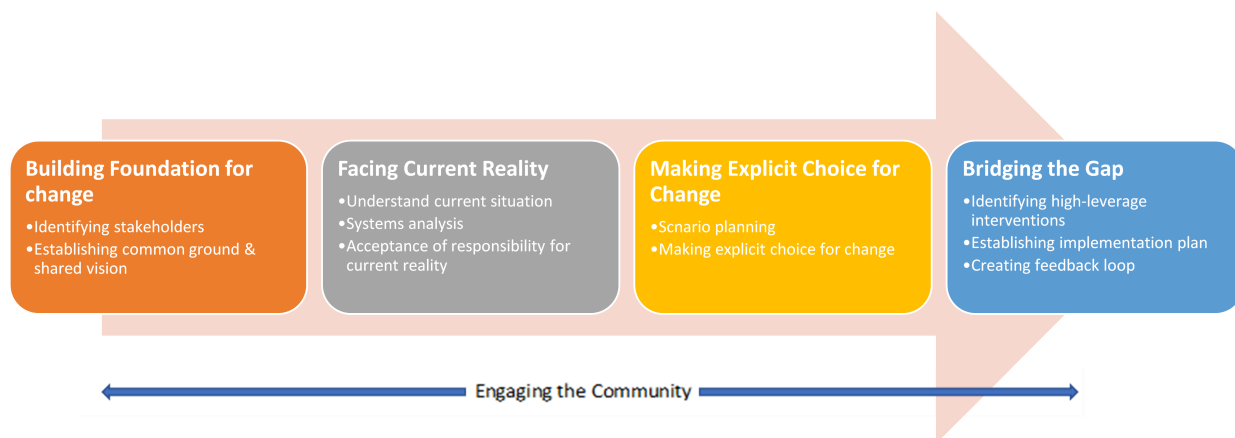 Building Foundation for
change
•Identifying stakeholders
•Establishing common ground &
shared vision
Facing Current Reality
•Understand current situation
•Systems analysis
•Acceptance of responsibility for
current reality
Making Explicit Choice for
Change
•Scnario planning
•Making explicit choice for change
Bridging the Gap
•Identifying high-leverage
interventions
•Establishing implementation plan
•Creating feedback loop
Engaging the Community